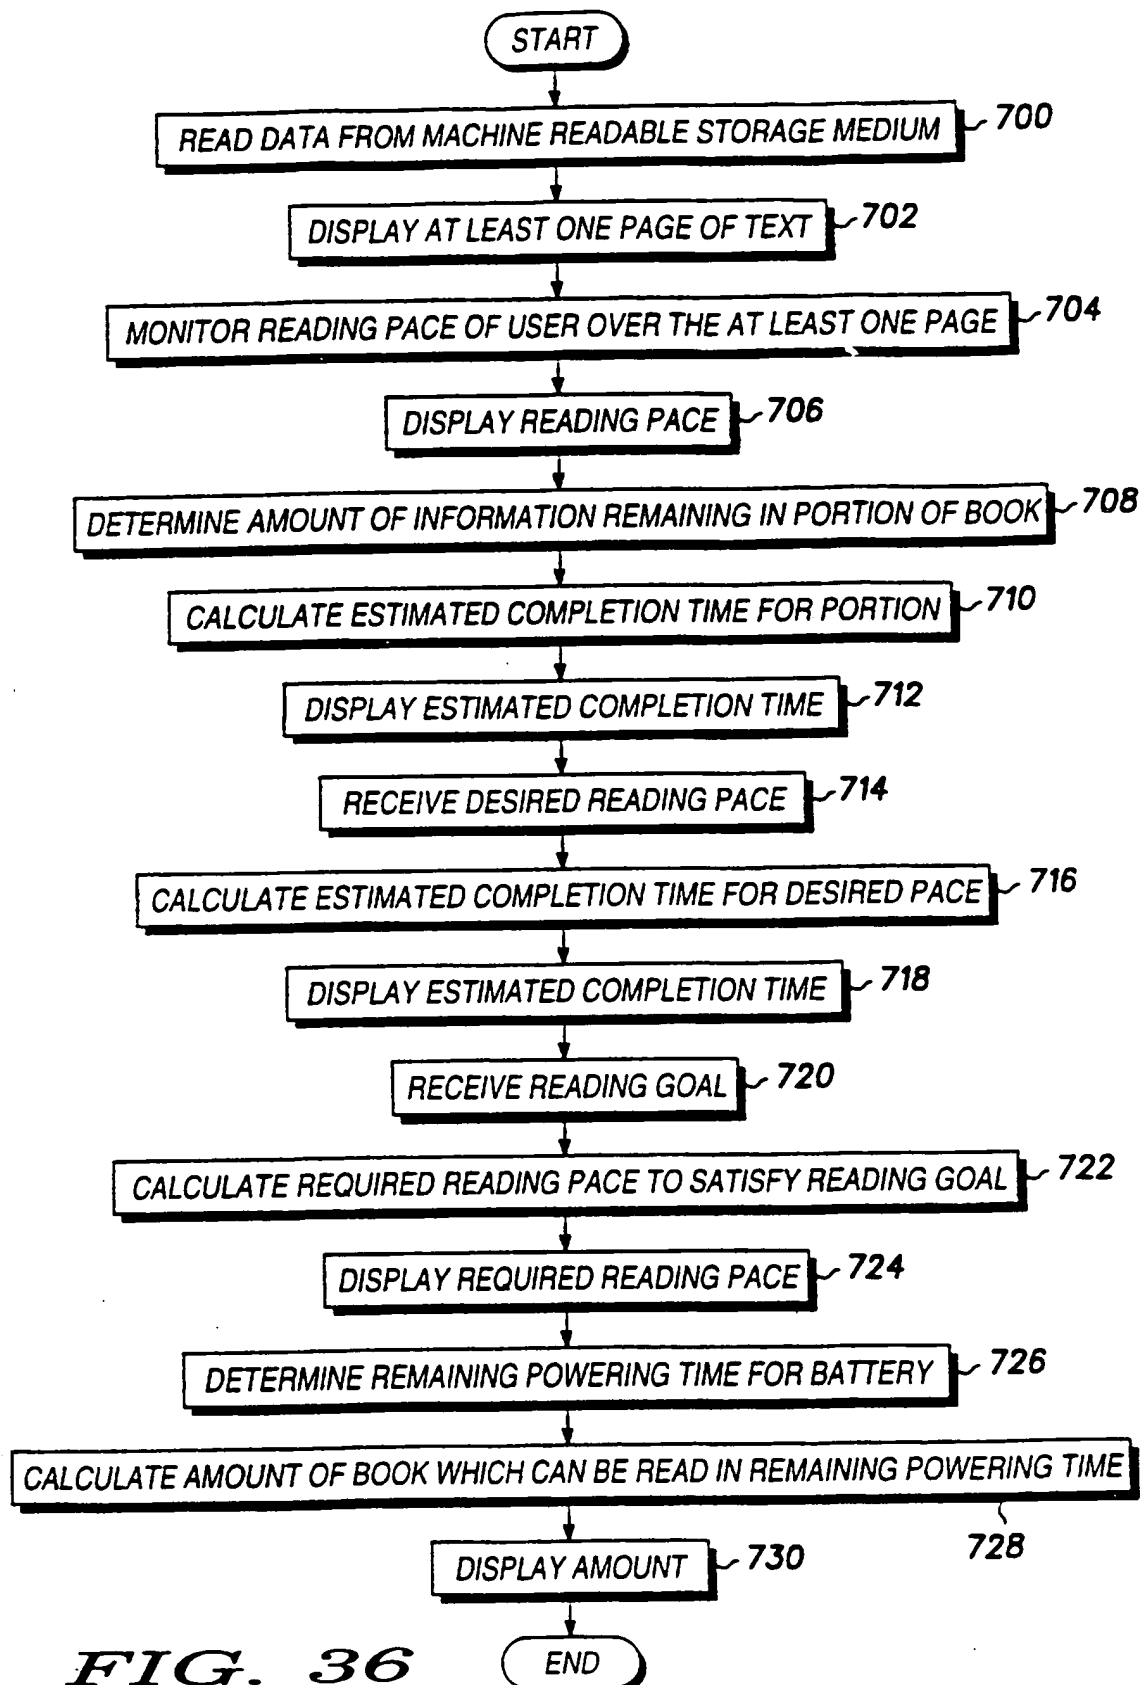 START
READ DATA FROM MACHINE READABLE STORAGE MEDIUM 700
DISPLAY AT LEAST ONE PAGE OF TEXT 702
MONITOR READING PACE OF USER OVER THE AT LEAST ONE PAGE 704
DISPLAY READING PACE 706
DETERMINE AMOUNT OF INFORMATION REMAINING IN PORTION OF BOOK 708
CALCULATE ESTIMATED COMPLETION TIME FOR PORTION 710
DISPLAY ESTIMATED COMPLETION TIME 712
RECEIVE DESIRED READING PACE 714
CALCULATE ESTIMATED COMPLETION TIME FOR DESIRED PACE 716
DISPLAY ESTIMATED COMPLETION TIME 718
RECEIVE READING GOAL 720
CALCULATE REQUIRED READING PACE TO SATISFY READING GOAL 722
DISPLAY REQUIRED READING PACE 724
DETERMINE REMAINING POWERING TIME FOR BATTERY 726
CALCULATE AMOUNT OF BOOK WHICH CAN BE READ IN REMAINING POWERING TIME
728
DISPLAY AMOUNT 730
END
FIG. 36